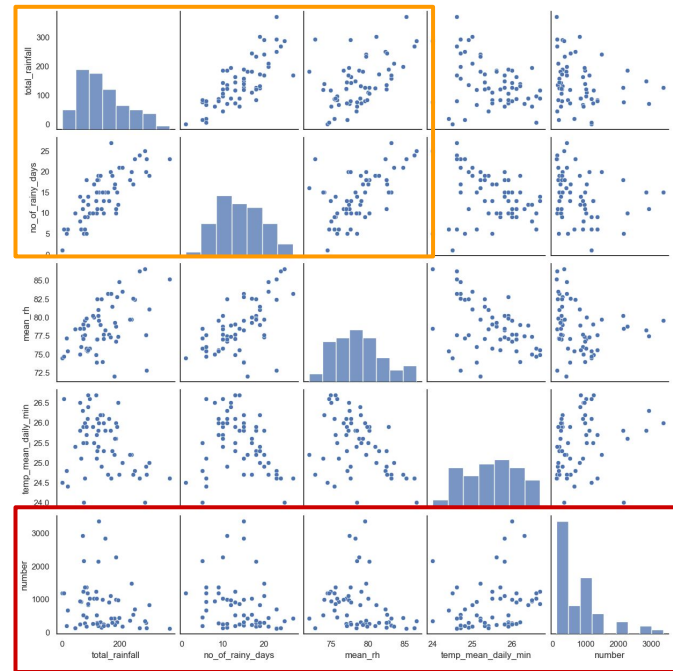 total_rainfall
300
200
100
0
no_of_rainy_days
25
20
15
10
5
0
mean_rh
85.0
82.5
80.0
77.5
75.0
72.5
temp_mean_daily_min
26.5
26.0
25.5
25.0
24.5
24.0
number
3000
2000
1000
0
0 200
0 10 20
75 80 85
24 25 26
0 1000 2000 3000
total_rainfall no_of_rainy_days mean_rh temp_mean_daily_min number